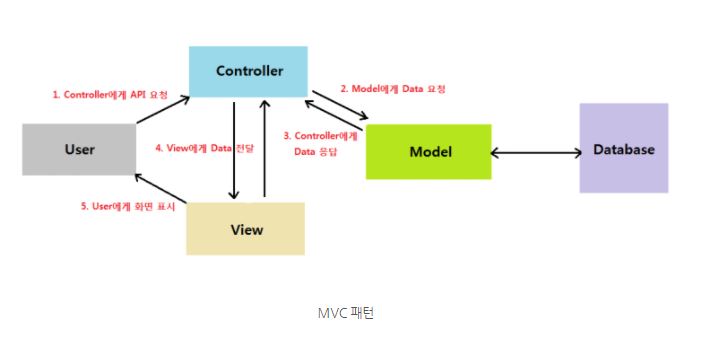 Controller
1. Controller에게 API 요청
2. Model에게 Data 요청
User
4. View에게 Data 전달
3. Controller에게
Data 응답
Model
Database
5. User에게 화면 표시
View
MVC 패턴